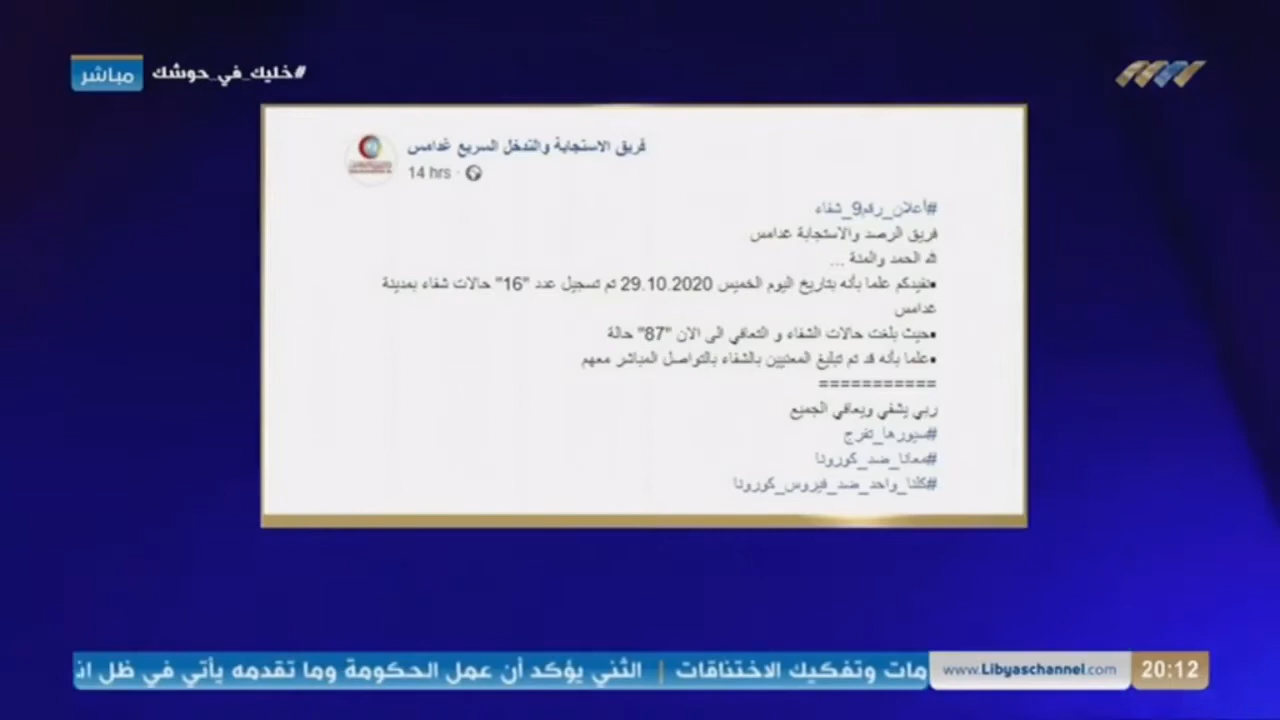 #خليك_في_حوشك
مباشر
فريق الاستجابة والتدخل السريع غدامس
14 hrs ·
#أعلان_رقم9_شفاء
فريق الرصد والاستجابة غدامس
لله الحمد والمنة ...
▪نفيدكم علما بأنه بتاريخ اليوم الخميس 29.10.2020 تم تسجيل عدد "16" حالات شفاء بمدينة
غدامس
▪حيث بلغت حالات الشفاء و التعافي الى الان "87" حالة
▪علما بأنه قد تم تبليغ المعنيين بالشفاء بالتواصل المباشر معهم
===========
ربي يشفي ويعافي الجميع
#سيورها_تفرج
#معانا_ضد_كورونا
#كلنا_واحد_ضد_فيروس_كورونا
مات وتفكيك الاختناقات | الثني يؤكد أن عمل الحكومة وما تقدمه يأتي في ظل اذ
www.Libyaschannel.com
20:12